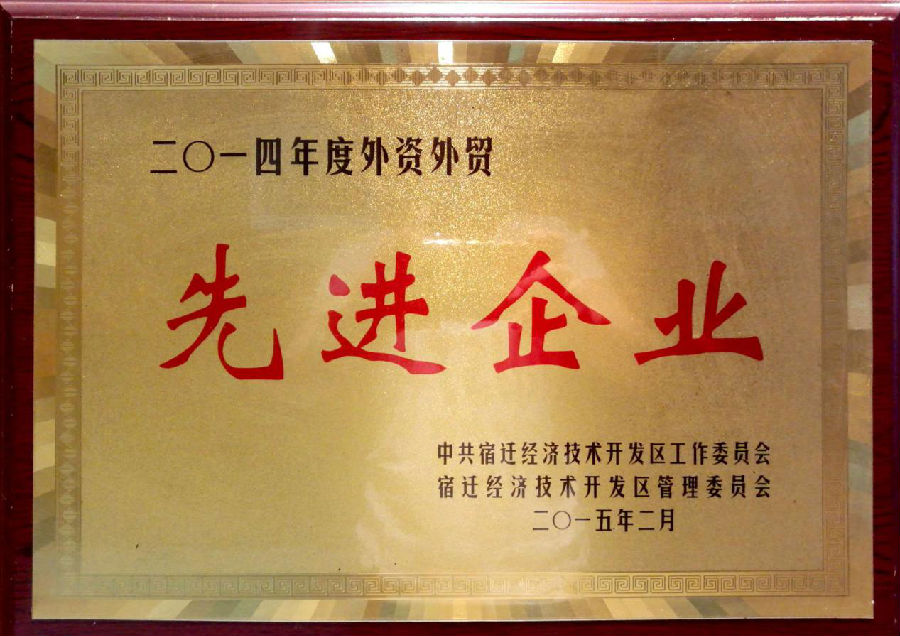 二〇一四年度外资外贸
先进企业
中共宿迁经济技术开发区工作委员会
宿迁经济技术开发区管理委员会
二〇一五年二月